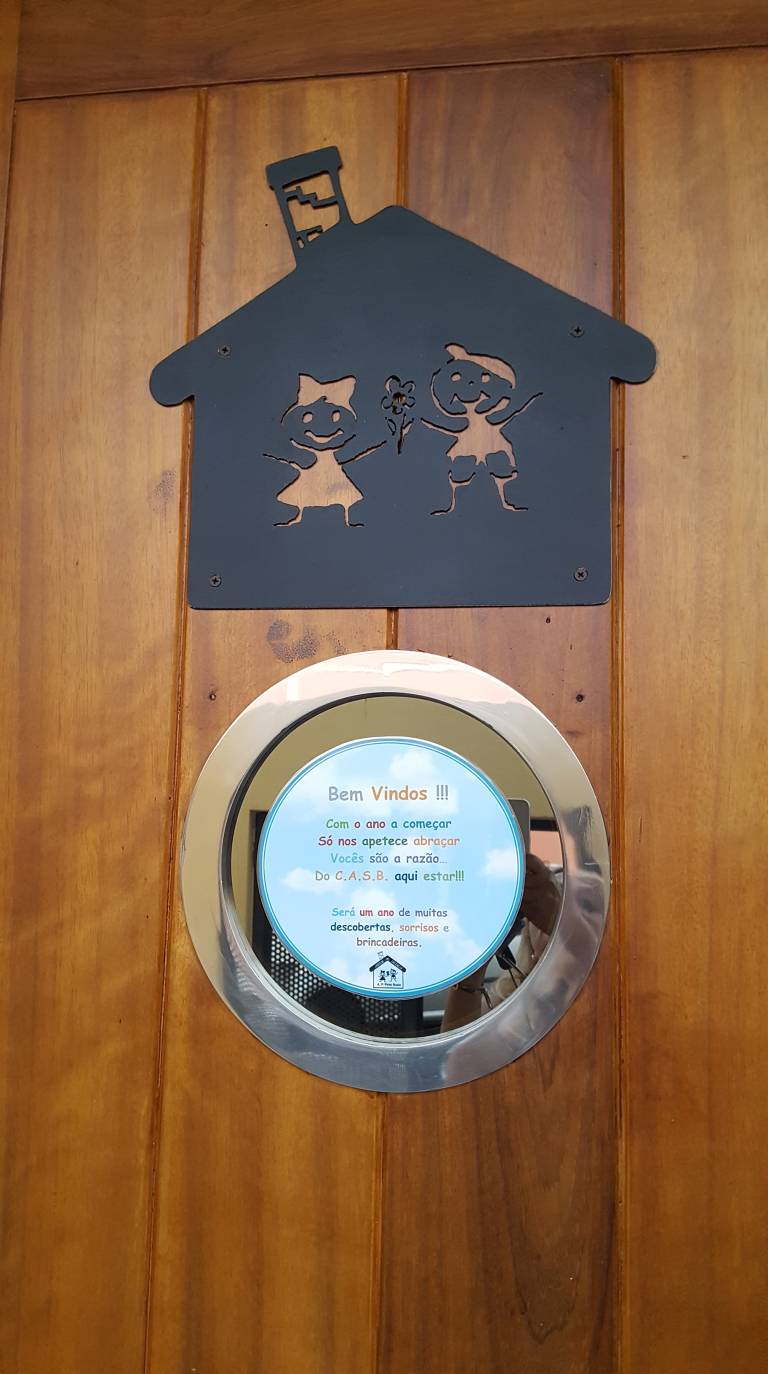 Bem Vindos !!!
Com o ano a começar
Só nos apetece abraçar
Vocês são a razão...
Do C.A.S.B. aqui estar!!!
Será um ano de muitas
descobertas, sorrisos e
brincadeiras.